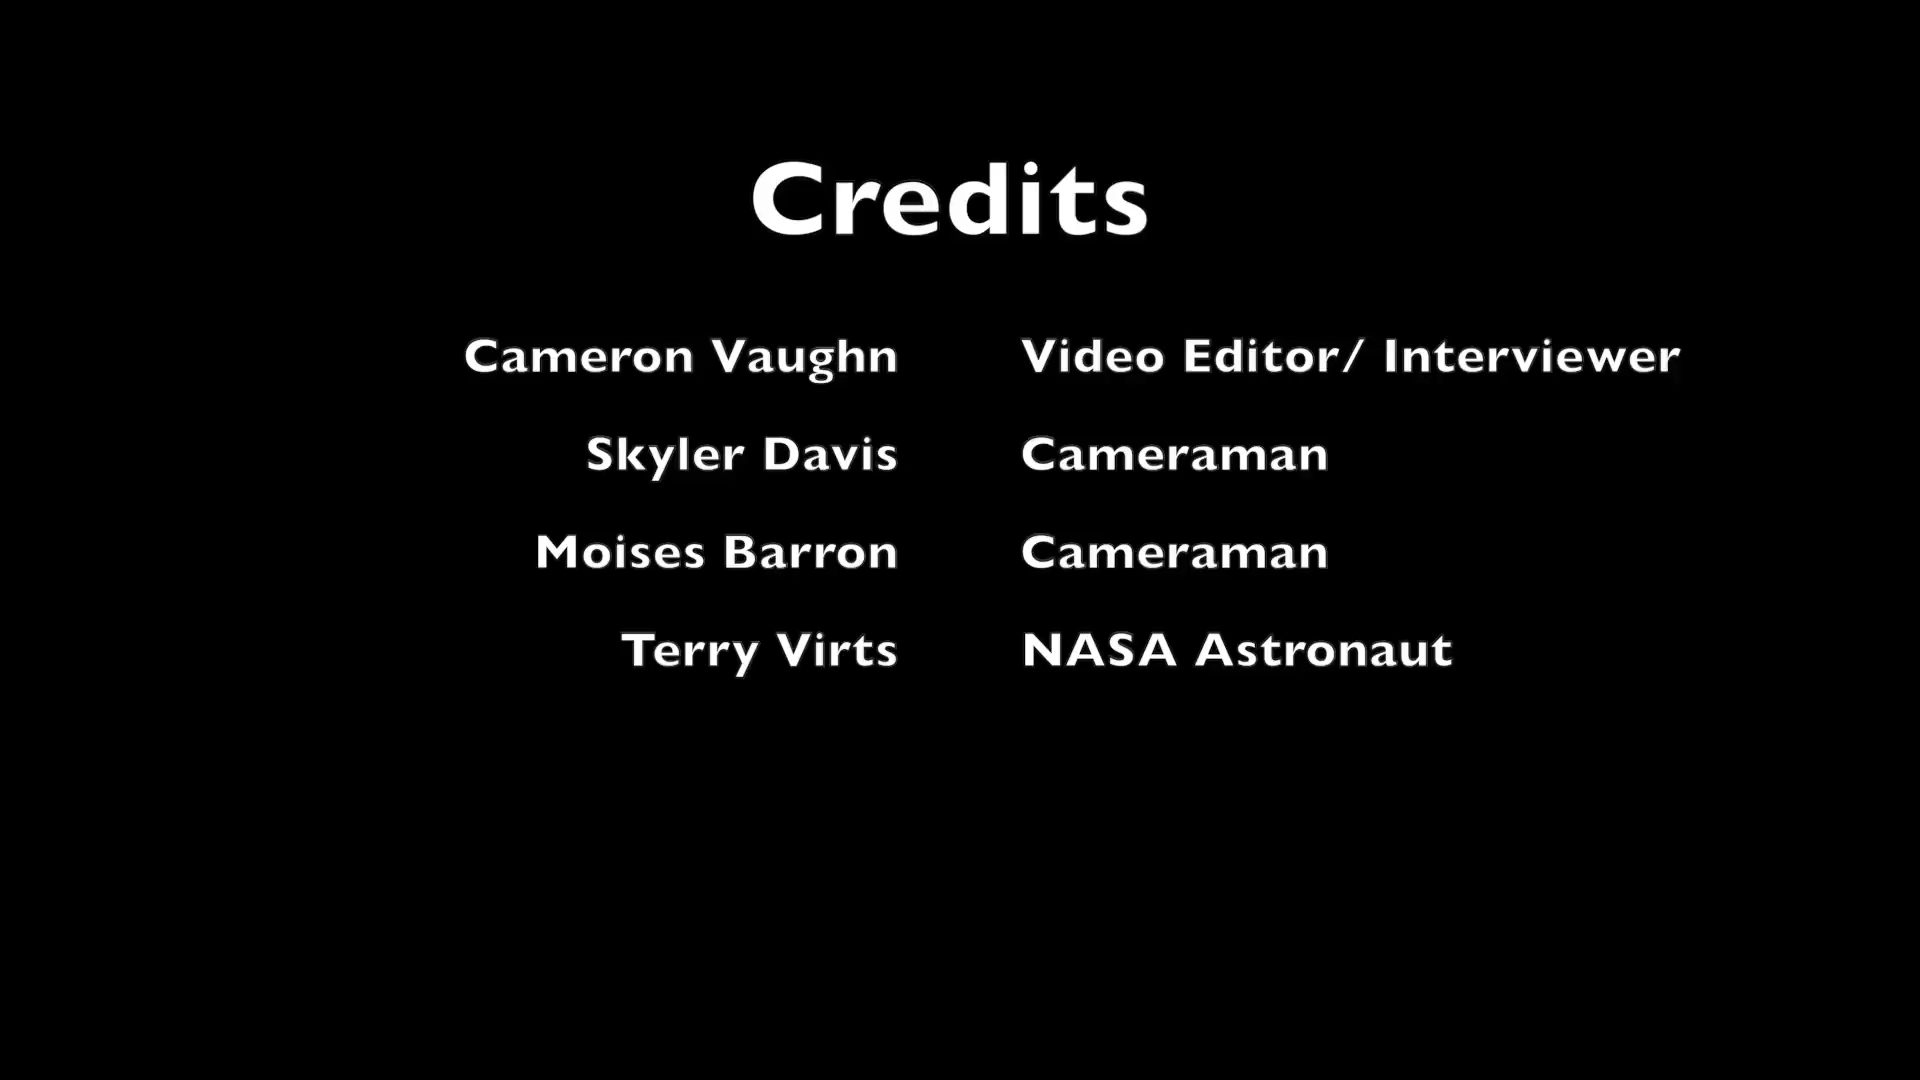 Credits
Cameron Vaughn Video Editor/ Interviewer
Skyler Davis Cameraman
Moises Barron Cameraman
Terry Virts NASA Astronaut